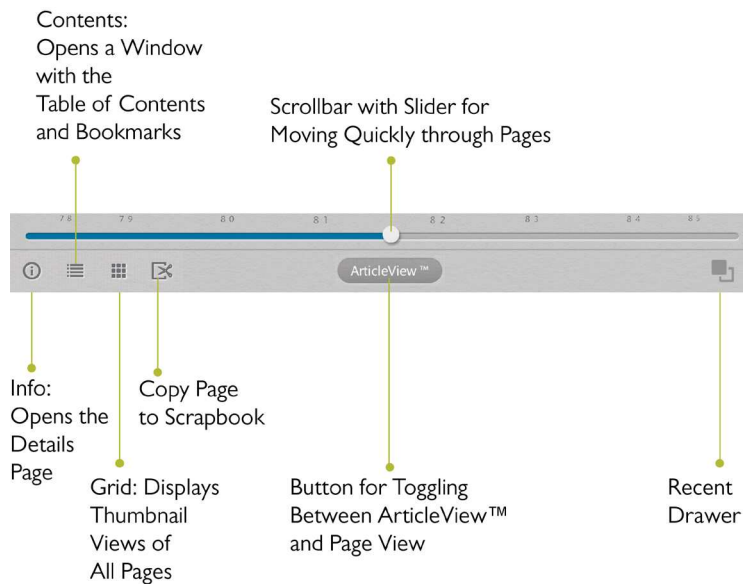 Contents:
Opens a Window
with the
Table of Contents
and Bookmarks
Scrollbar with Slider for
Moving Quickly through Pages
78 79 80 81 82 83 84 85
ArticleView™
Info:
Opens the
Details
Page
Copy Page
to Scrapbook
Grid: Displays
Thumbnail
Views of
All Pages
Button for Toggling
Between ArticleView™
and Page View
Recent
Drawer